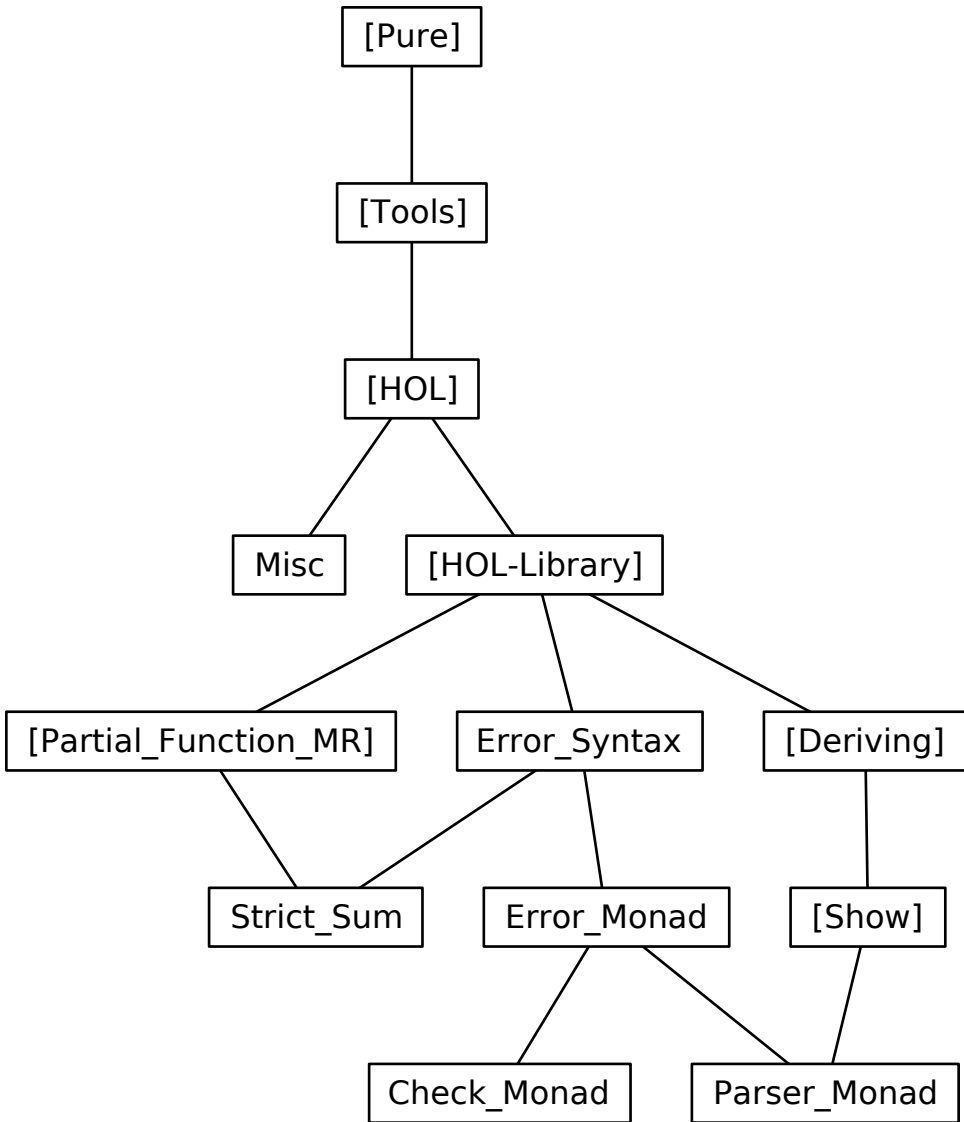 [Pure]
[Tools]
[HOL]
Misc
[HOL-Library]
[Partial_Function_MR]
Error_Syntax
[Deriving]
Strict_Sum
Error_Monad
[Show]
Check_Monad
Parser_Monad